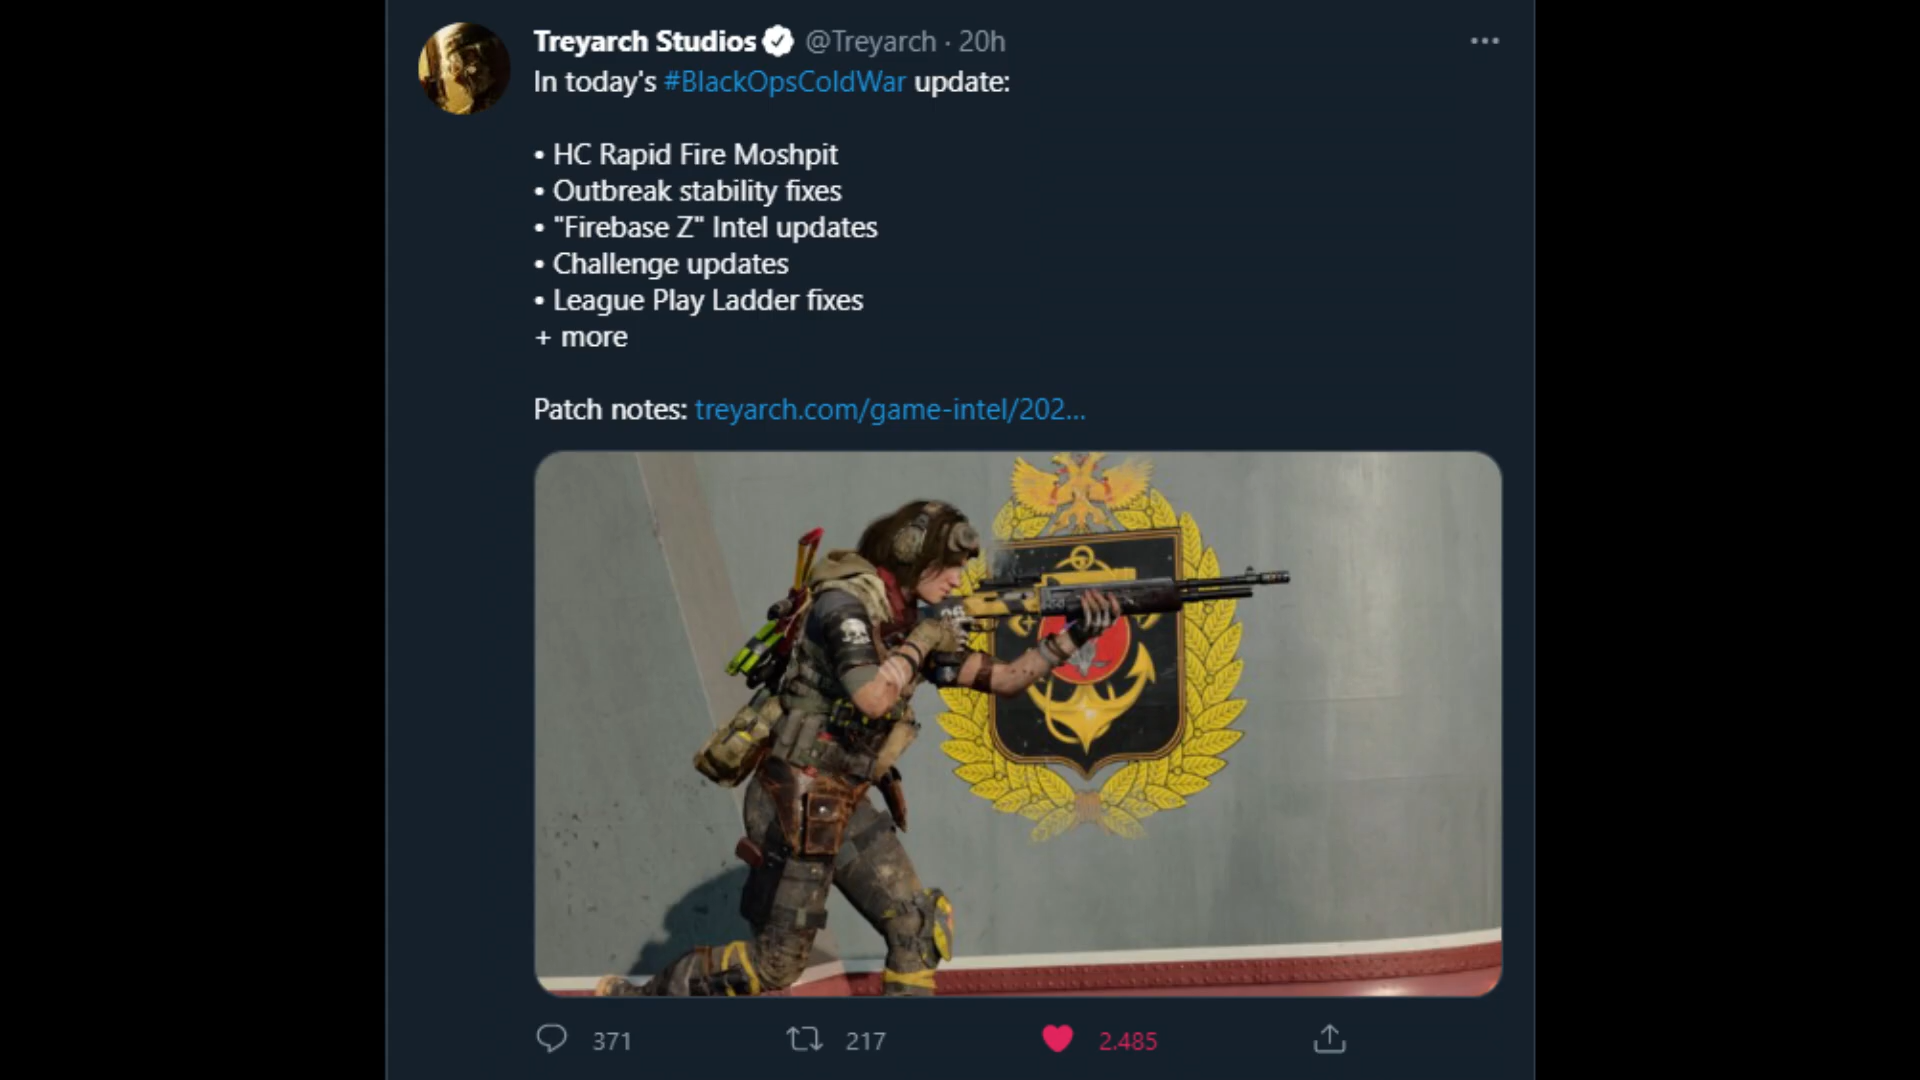 Treyarch Studios @Treyarch · 20h
In today's #BlackOpsColdWar update:
• HC Rapid Fire Moshpit
• Outbreak stability fixes
• "Firebase Z" Intel updates
• Challenge updates
• League Play Ladder fixes
+ more
Patch notes: treyarch.com/game-intel/202...
06
371 217 2.485